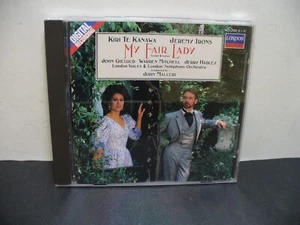 KIRI TE KANAWA JEREMY IRONS
MY FAIR LADY
JOHN GIELGUD WARREN MITCHELL JERRY HADLEY
LONDON VOICES & LONDON SYMPHONY ORCHESTRA
JOHN MAUCERI
DIGITAL
LONDON